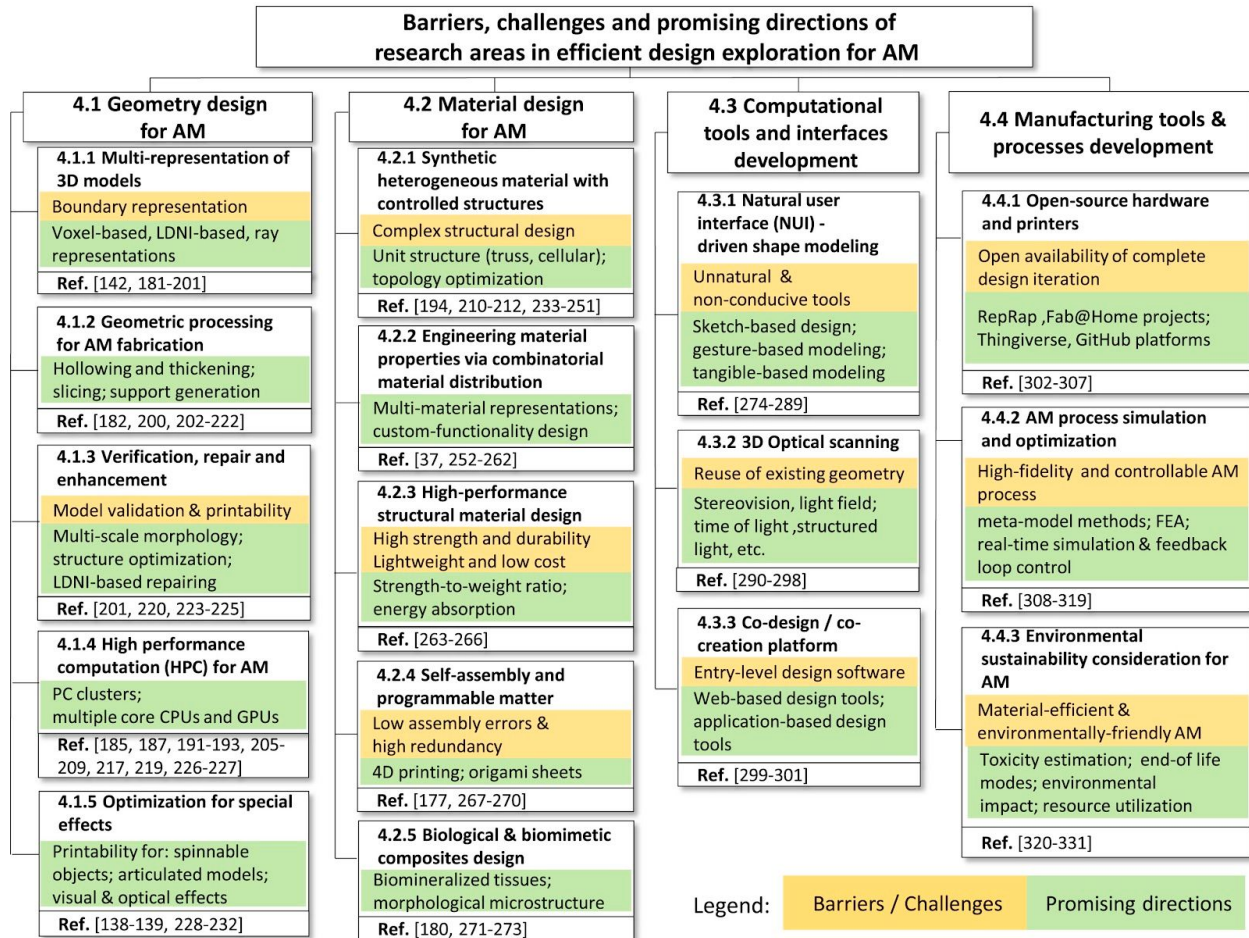 Barriers, challenges and promising directions of
research areas in efficient design exploration for AM
4.1 Geometry design
for AM
4.1.1 Multi-representation of
3D models
Boundary representation
Voxel-based, LDNI-based, ray
representations
Ref. [142, 181-201]
4.1.2 Geometric processing
for AM fabrication
Hollowing and thickening;
slicing; support generation
Ref. [182, 200, 202-222]
4.1.3 Verification, repair and
enhancement
Model validation & printability
Multi-scale morphology;
structure optimization;
LDNI-based repairing
Ref. [201, 220, 223-225]
4.1.4 High performance
computation (HPC) for AM
PC clusters;
multiple core CPUs and GPUs
Ref. [185, 187, 191-193, 205-
209, 217, 219, 226-227]
4.1.5 Optimization for special
effects
Printability for: spinnable
objects; articulated models;
visual & optical effects
Ref. [138-139, 228-232]
4.2 Material design
for AM
4.2.1 Synthetic
heterogeneous material with
controlled structures
Complex structural design
Unit structure (truss, cellular);
topology optimization
Ref. [194, 210-212, 233-251]
4.2.2 Engineering material
properties via combinatorial
material distribution
Multi-material representations;
custom-functionality design
Ref. [37, 252-262]
4.2.3 High-performance
structural material design
High strength and durability
Lightweight and low cost
Strength-to-weight ratio;
energy absorption
Ref. [263-266]
4.2.4 Self-assembly and
programmable matter
Low assembly errors &
high redundancy
4D printing; origami sheets
Ref. [177, 267-270]
4.2.5 Biological & biomimetic
composites design
Biomineralized tissues;
morphological microstructure
Ref. [180, 271-273]
4.3 Computational
tools and interfaces
development
4.3.1 Natural user
interface (NUI) -
driven shape modeling
Unnatural &
non-conducive tools
Sketch-based design;
gesture-based modeling;
tangible-based modeling
Ref. [274-289]
4.3.2 3D Optical scanning
Reuse of existing geometry
Stereovision, light field;
time of light ,structured
light, etc.
Ref. [290-298]
4.3.3 Co-design / co-
creation platform
Entry-level design software
Web-based design tools;
application-based design
tools
Ref. [299-301]
4.4 Manufacturing tools &
processes development
4.4.1 Open-source hardware
and printers
Open availability of complete
design iteration
RepRap ,Fab@Home projects;
Thingiverse, GitHub platforms
Ref. [302-307]
4.4.2 AM process simulation
and optimization
High-fidelity and controllable AM
process
meta-model methods; FEA;
real-time simulation & feedback
loop control
Ref. [308-319]
4.4.3 Environmental
sustainability consideration for
AM
Material-efficient &
environmentally-friendly AM
Toxicity estimation; end-of life
modes; environmental
impact; resource utilization
Ref. [320-331]
Legend:
Barriers / Challenges
Promising directions